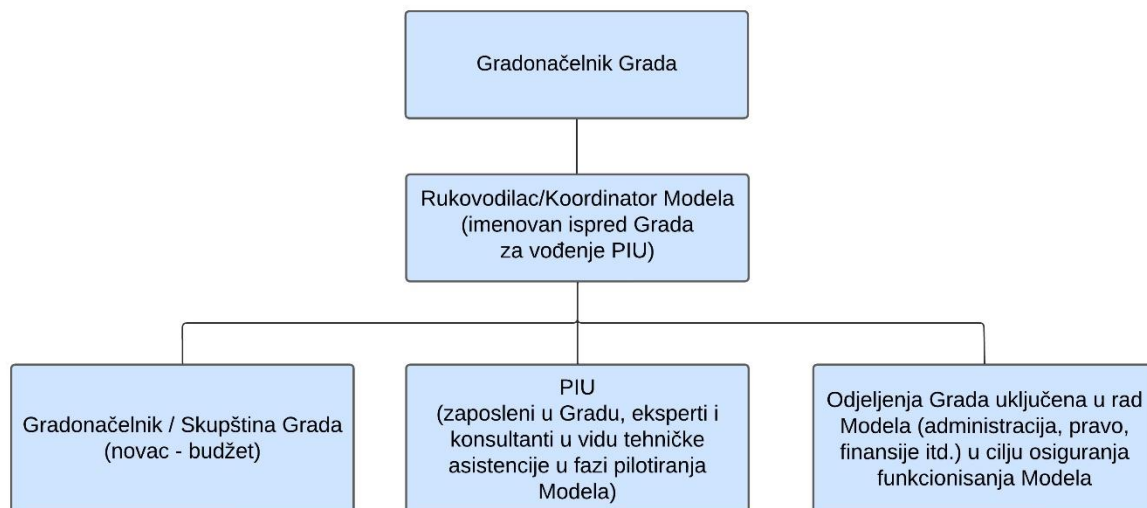 Gradonačelnik Grada
Rukovodilac/Koordinator Modela
(imenovan ispred Grada
za vođenje PIU)
Gradonačelnik / Skupština Grada
(novac - budžet)
PIU
(zaposleni u Gradu, eksperti i
konsultanti u vidu tehničke
asistencije u fazi pilotiranja
Modela)
Odjeljenja Grada uključena u rad
Modela (administracija, pravo,
finansije itd.) u cilju osiguranja
funkcionisanja Modela